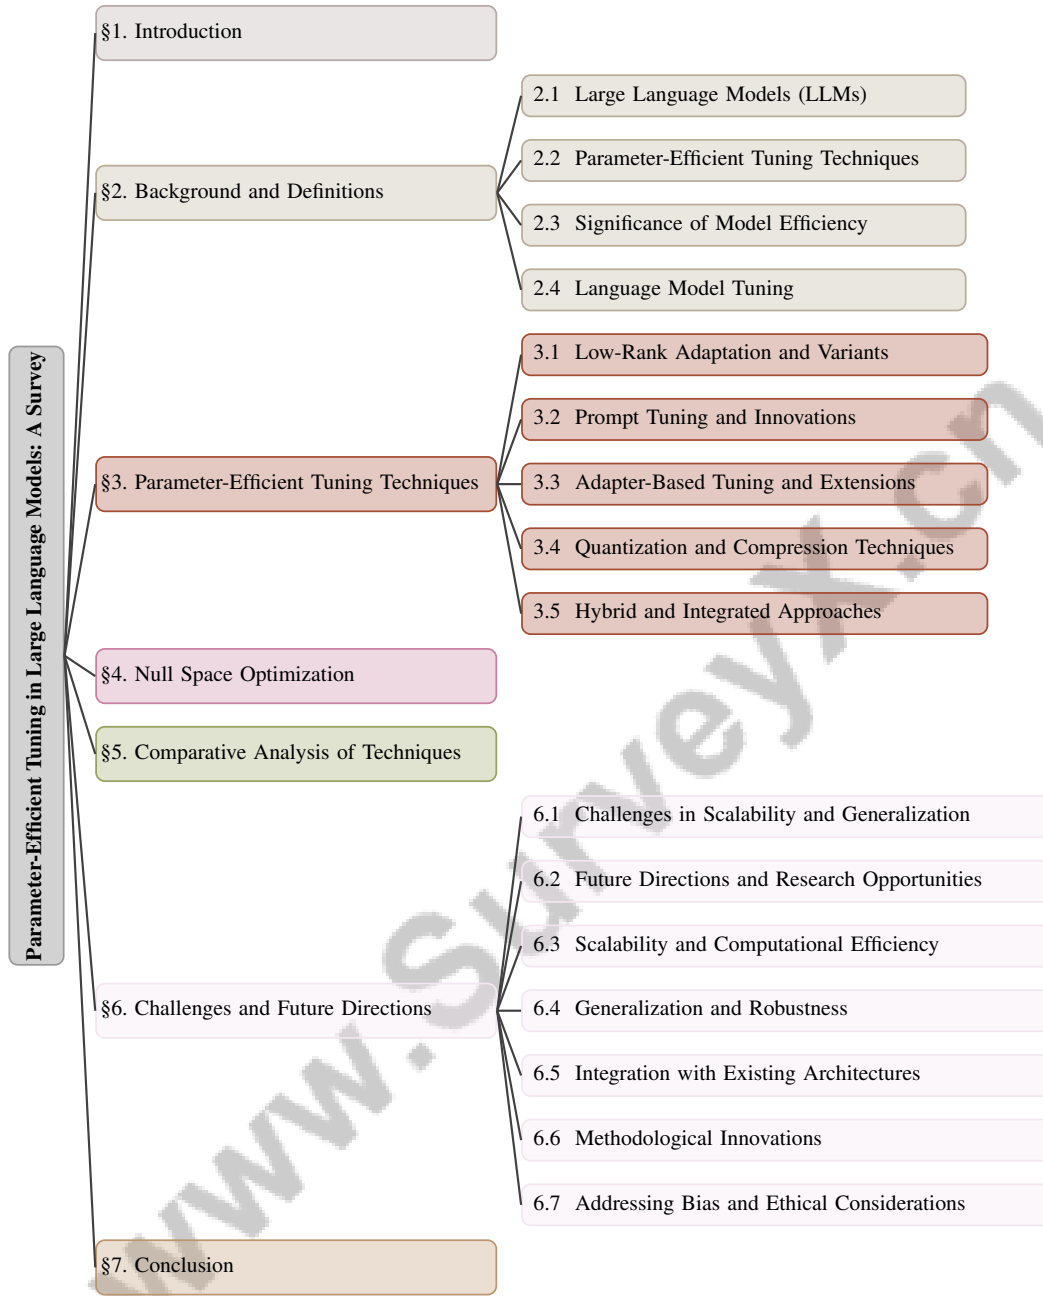 Parameter-Efficient Tuning in Large Language Models: A Survey
§1. Introduction
§2. Background and Definitions
2.1 Large Language Models (LLMs)
2.2 Parameter-Efficient Tuning Techniques
2.3 Significance of Model Efficiency
2.4 Language Model Tuning
§3. Parameter-Efficient Tuning Techniques
3.1 Low-Rank Adaptation and Variants
3.2 Prompt Tuning and Innovations
3.3 Adapter-Based Tuning and Extensions
3.4 Quantization and Compression Techniques
3.5 Hybrid and Integrated Approaches
§4. Null Space Optimization
§5. Comparative Analysis of Techniques
§6. Challenges and Future Directions
6.1 Challenges in Scalability and Generalization
6.2 Future Directions and Research Opportunities
6.3 Scalability and Computational Efficiency
6.4 Generalization and Robustness
6.5 Integration with Existing Architectures
6.6 Methodological Innovations
6.7 Addressing Bias and Ethical Considerations
§7. Conclusion
www.SurveyX.cn